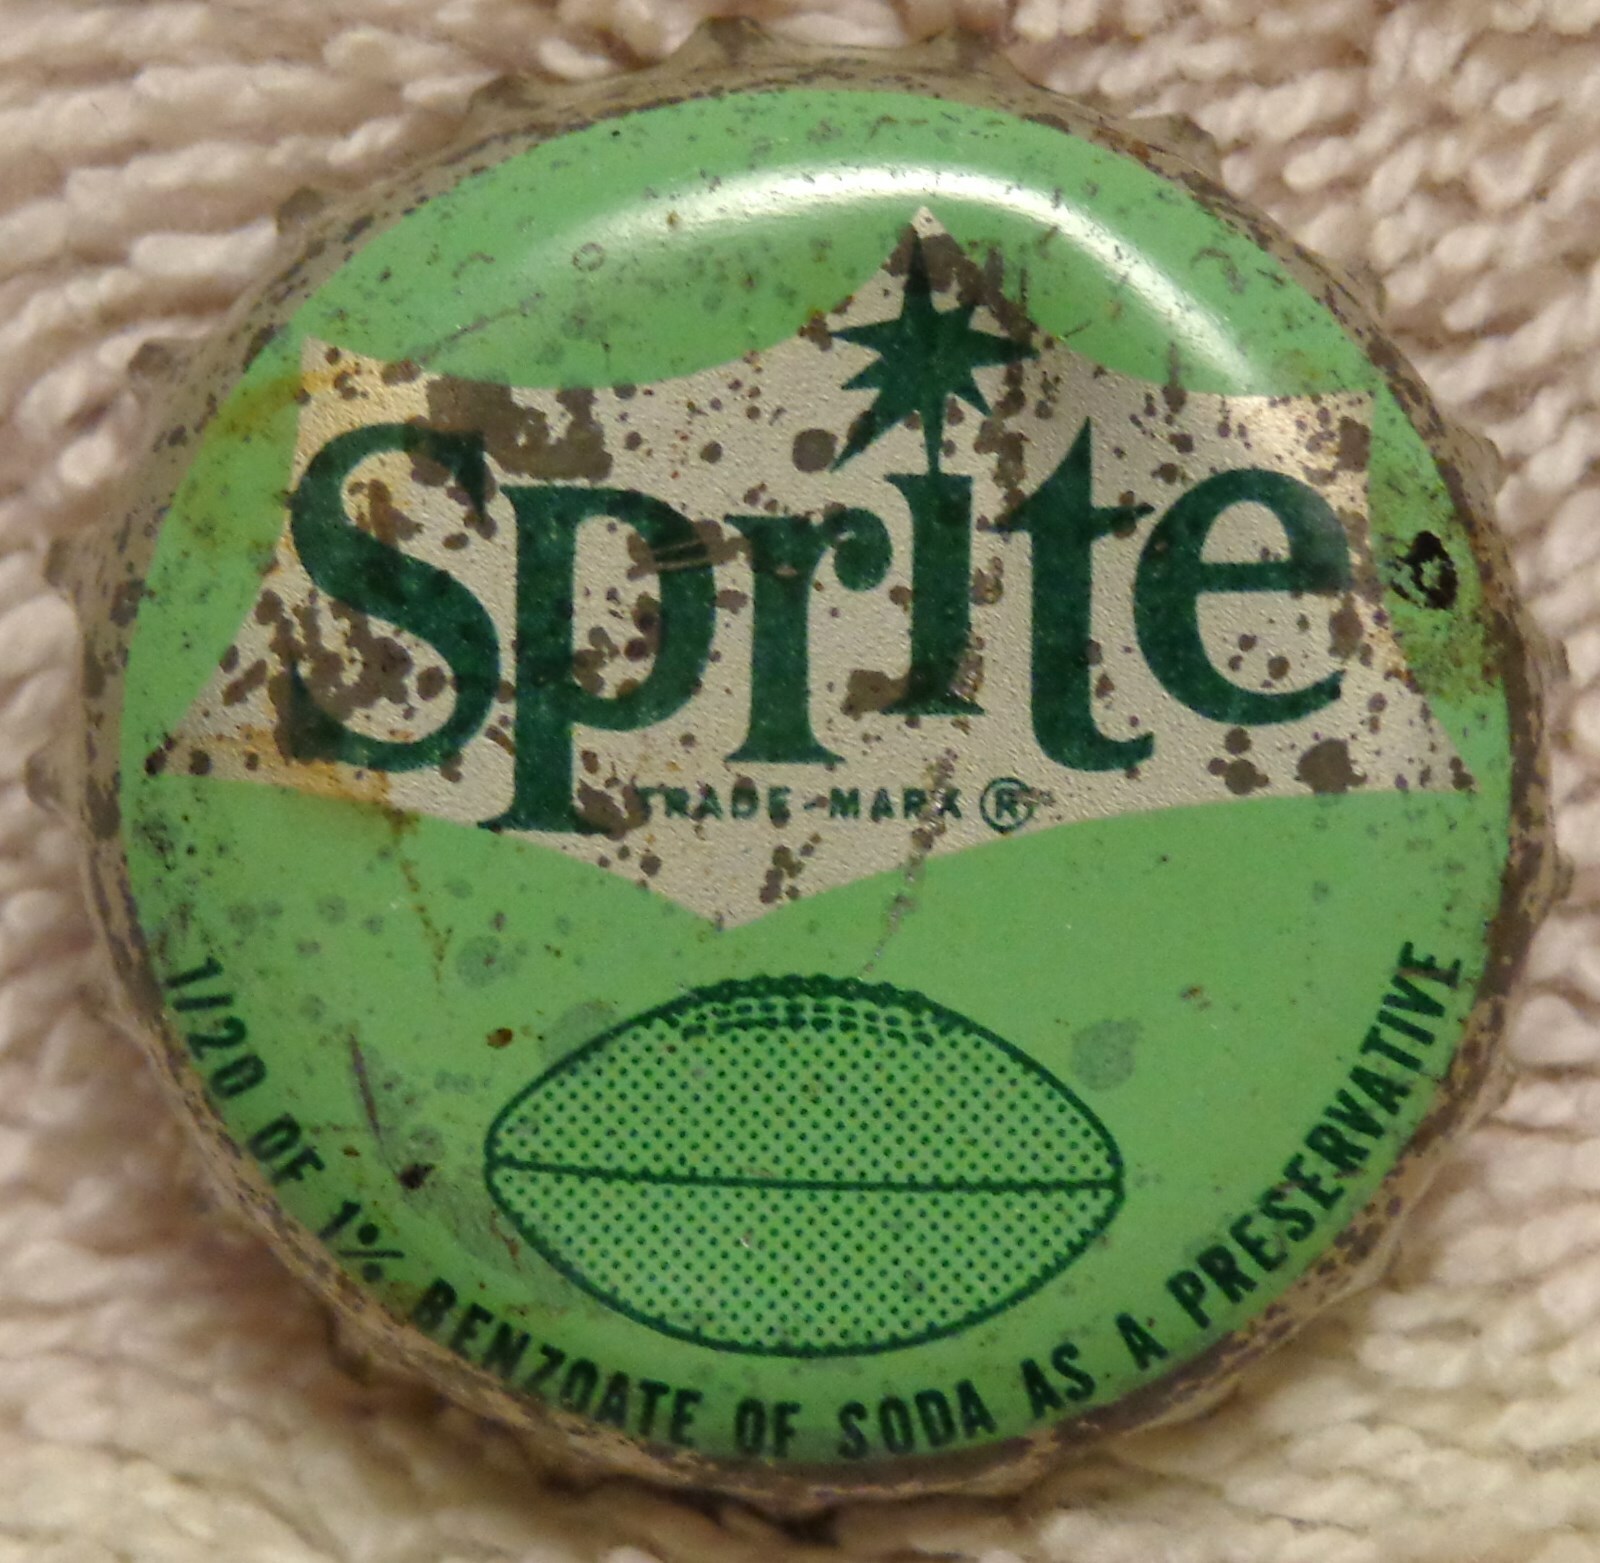 Sprite
TRADE-MARK ®
1/20 OF 1% BENZOATE OF SODA AS A PRESERVATIVE